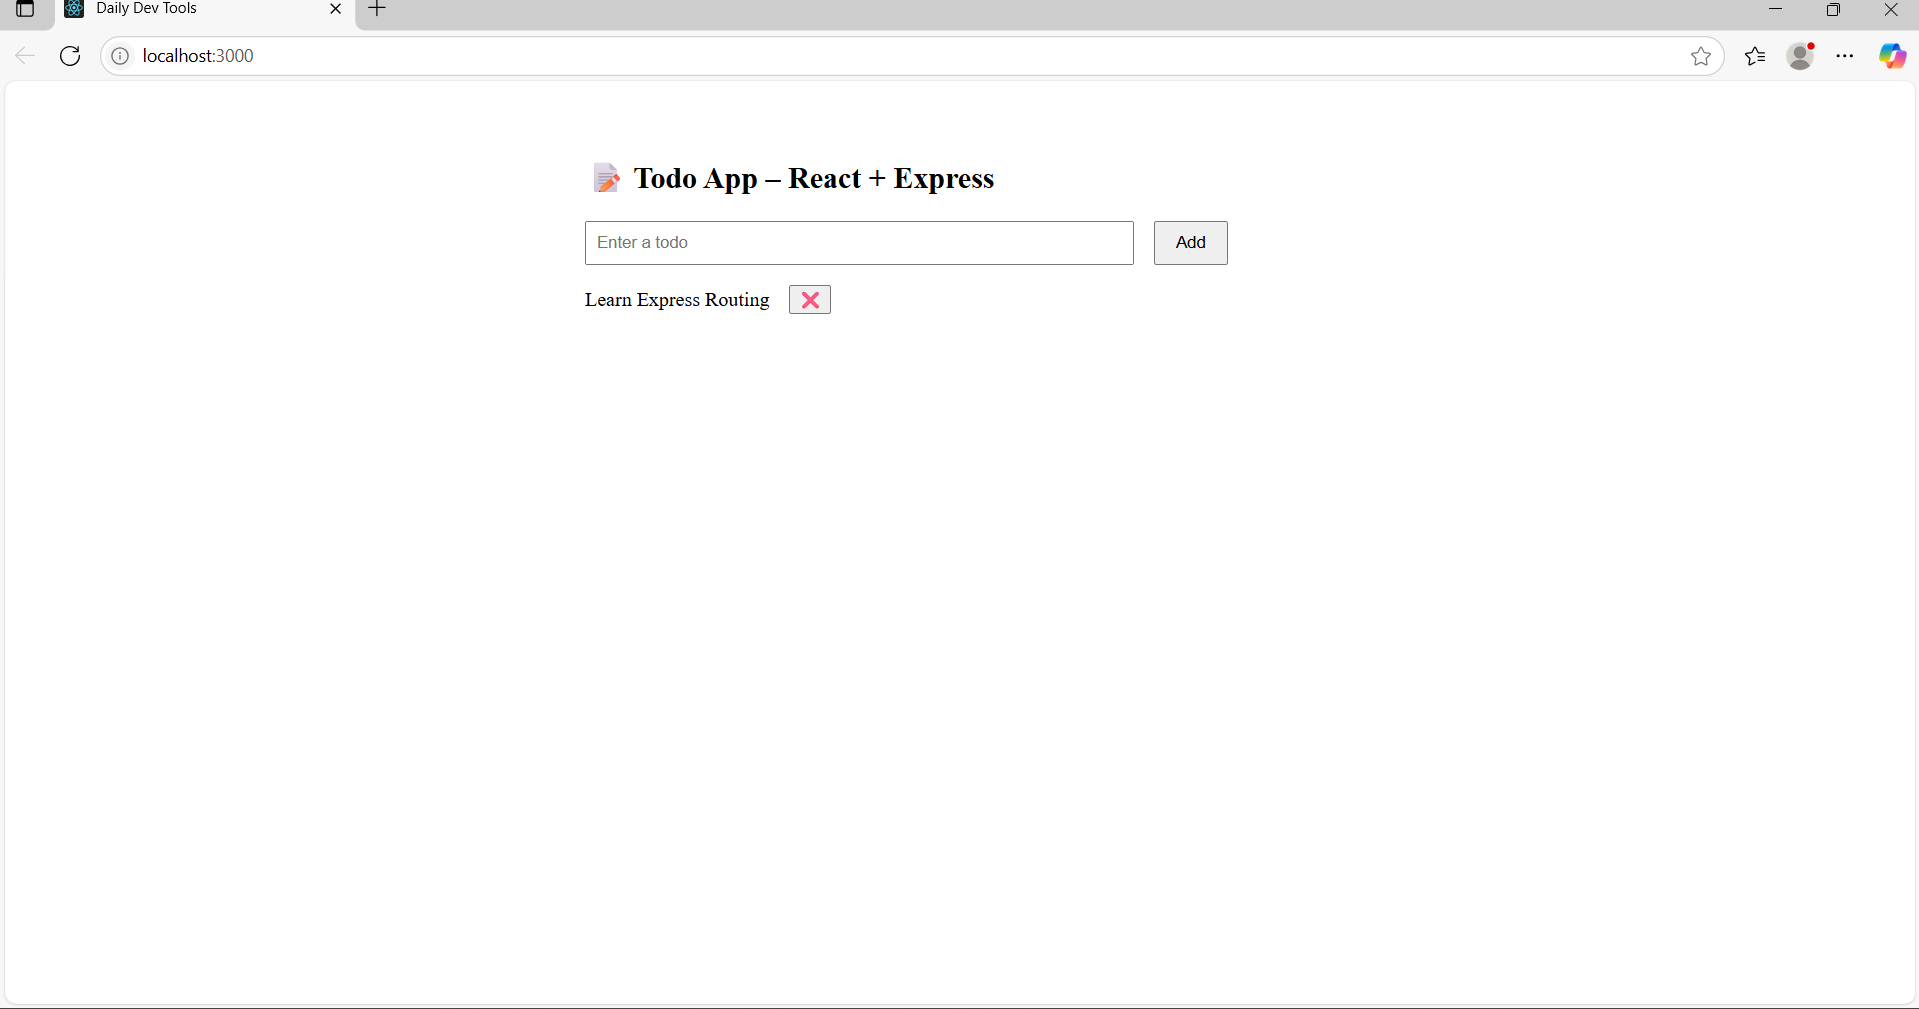 Daily Dev Tools
localhost:3000
Todo App – React + Express
Enter a todo
Add
Learn Express Routing